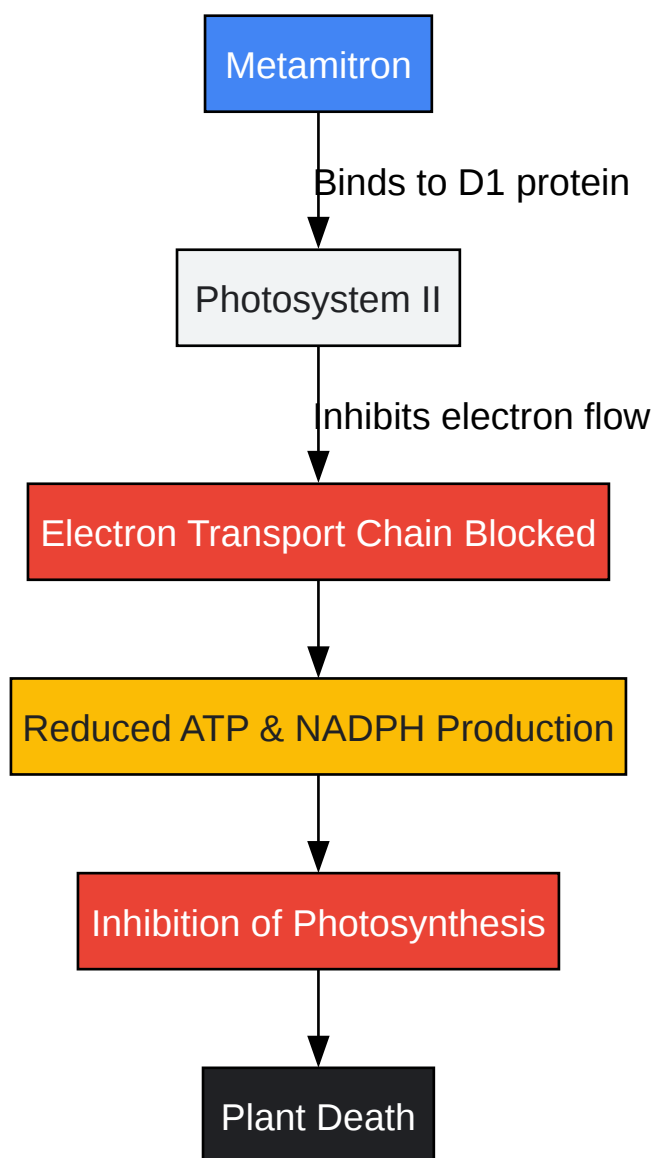 Metamitron
Binds to D1 protein
Photosystem II
Inhibits electron flow
Electron Transport Chain Blocked
Reduced ATP & NADPH Production
Inhibition of Photosynthesis
Plant Death